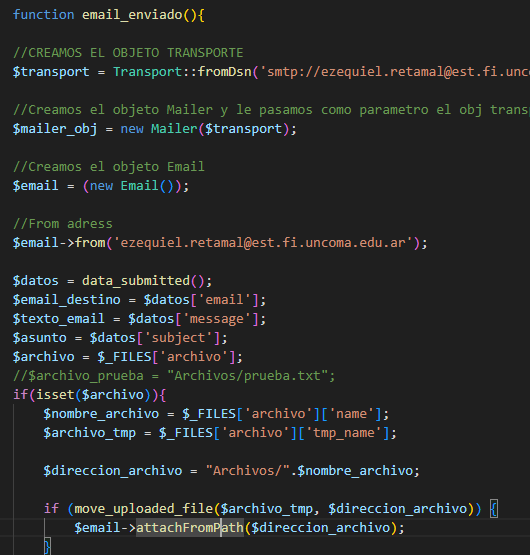 function email_enviado(){
//CREAMOS EL OBJETO TRANSPORTE
$transport = Transport::fromDsn('smtp://ezequiel.retamal@est.fi.unco
//Creamos el objeto Mailer y le pasamos como parametro el obj transp
$mailer_obj = new Mailer($transport);
//Creamos el objeto Email
$email = (new Email());
//From adress
$email->from('ezequiel.retamal@est.fi.uncoma.edu.ar');
$datos = data_submitted();
$email_destino = $datos['email'];
$texto_email = $datos['message'];
$asunto = $datos['subject'];
$archivo = $_FILES['archivo'];
//$archivo_prueba = "Archivos/prueba.txt";
if(isset($archivo)){
$nombre_archivo = $_FILES['archivo']['name'];
$archivo_tmp = $_FILES['archivo']['tmp_name'];
$direccion_archivo = "Archivos/".$nombre_archivo;
if (move_uploaded_file($archivo_tmp, $direccion_archivo)) {
$email->attachFromPath($direccion_archivo);
}